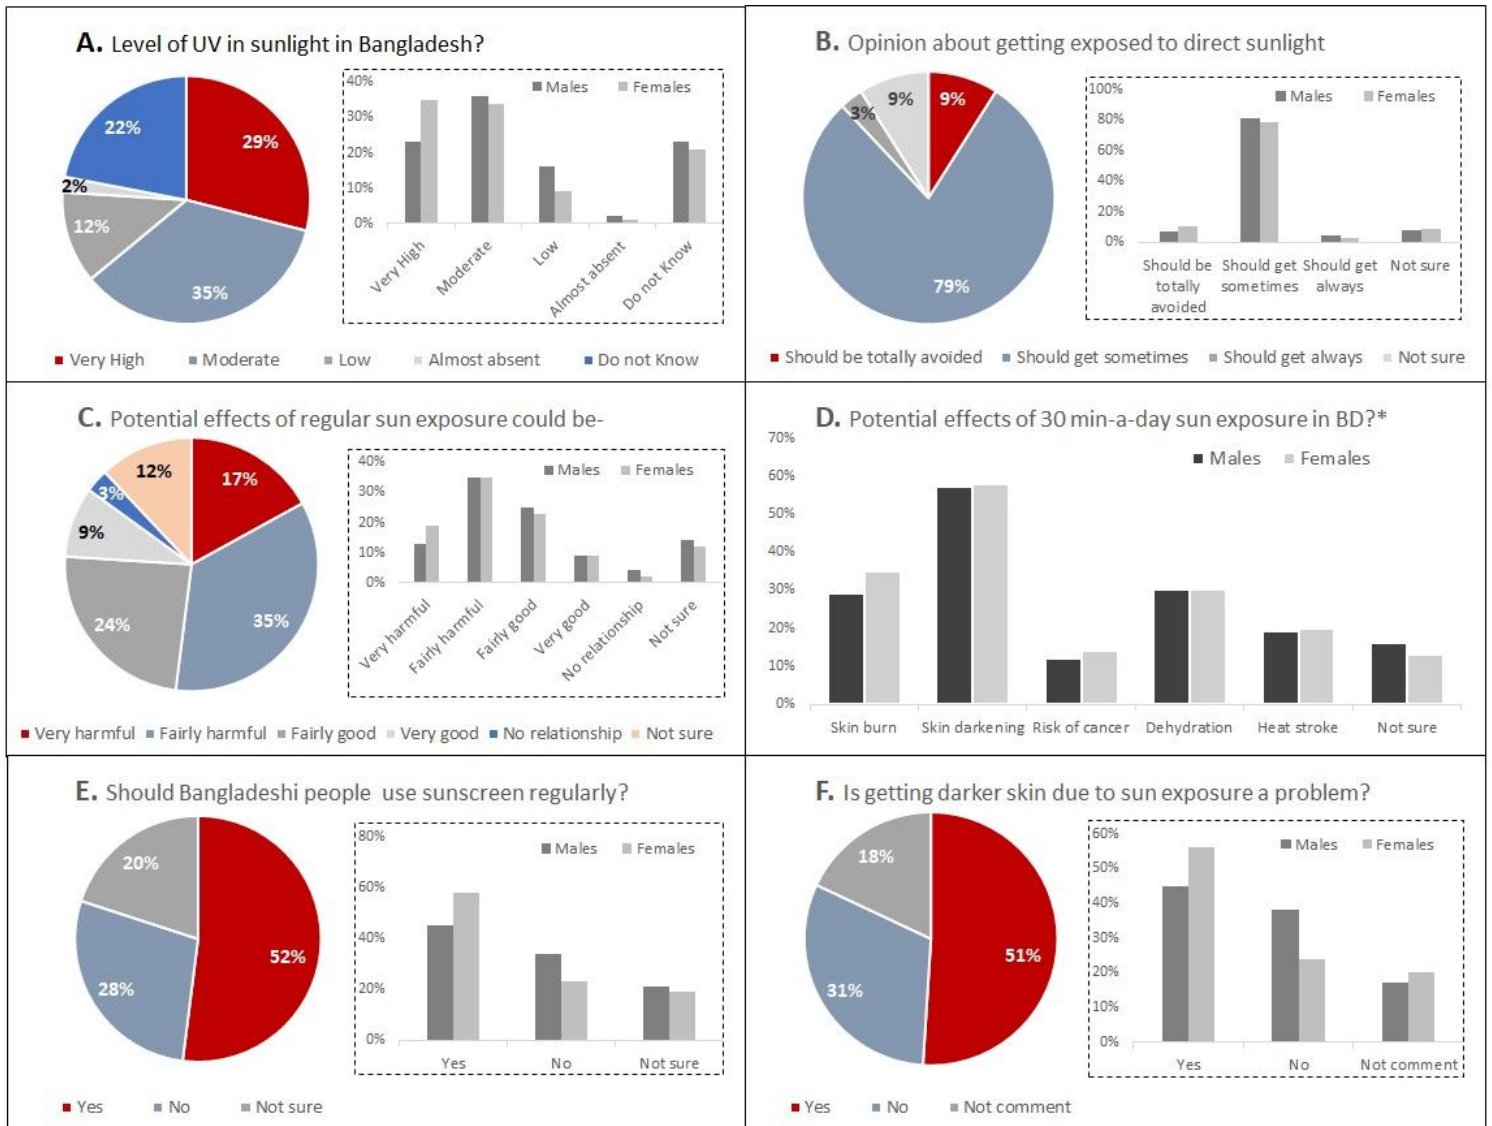 A. Level of UV in sunlight in Bangladesh?
29%
35%
12%
2%
22%
40%
30%
20%
10%
0%
Males Females
Very High
Moderate
Low
Almost absent
Do not Know
Very High Moderate Low Almost absent Do not Know
B. Opinion about getting exposed to direct sunlight
9%
79%
3%
9%
100%
80%
60%
40%
20%
0%
Males Females
Should be totally avoided
Should get sometimes
Should get always
Not sure
Should be totally avoided Should get sometimes Should get always Not sure
C. Potential effects of regular sun exposure could be-
17%
35%
24%
9%
3%
12%
40%
30%
20%
10%
0%
Males Females
Very harmful
Fairly harmful
Fairly good
Very good
No relationship
Not sure
Very harmful Fairly harmful Fairly good Very good No relationship Not sure
D. Potential effects of 30 min-a-day sun exposure in BD?*
70%
60%
50%
40%
30%
20%
10%
0%
Males Females
Skin burn Skin darkening Risk of cancer Dehydration Heat stroke Not sure
E. Should Bangladeshi people use sunscreen regularly?
52%
28%
20%
80%
60%
40%
20%
0%
Males Females
Yes No Not sure
Yes No Not sure
F. Is getting darker skin due to sun exposure a problem?
51%
31%
18%
60%
50%
40%
30%
20%
10%
0%
Males Females
Yes No Not comment
Yes No Not comment